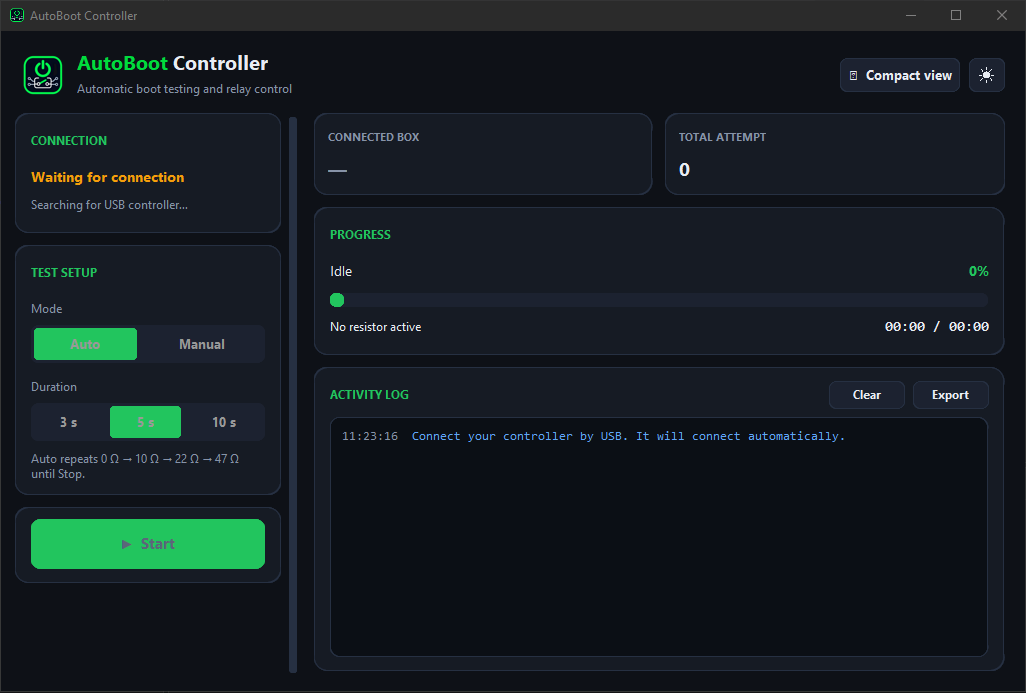 AutoBoot Controller
AutoBoot Controller
Automatic boot testing and relay control
Compact view
CONNECTION
Waiting for connection
Searching for USB controller...
TEST SETUP
Mode
Auto
Manual
Duration
3 s
5 s
10 s
Auto repeats 0 Ω → 10 Ω → 22 Ω → 47 Ω
until Stop.
▶ Start
CONNECTED BOX
—
TOTAL ATTEMPT
0
PROGRESS
Idle
0%
No resistor active
00:00 / 00:00
ACTIVITY LOG
Clear
Export
11:23:16 Connect your controller by USB. It will connect automatically.